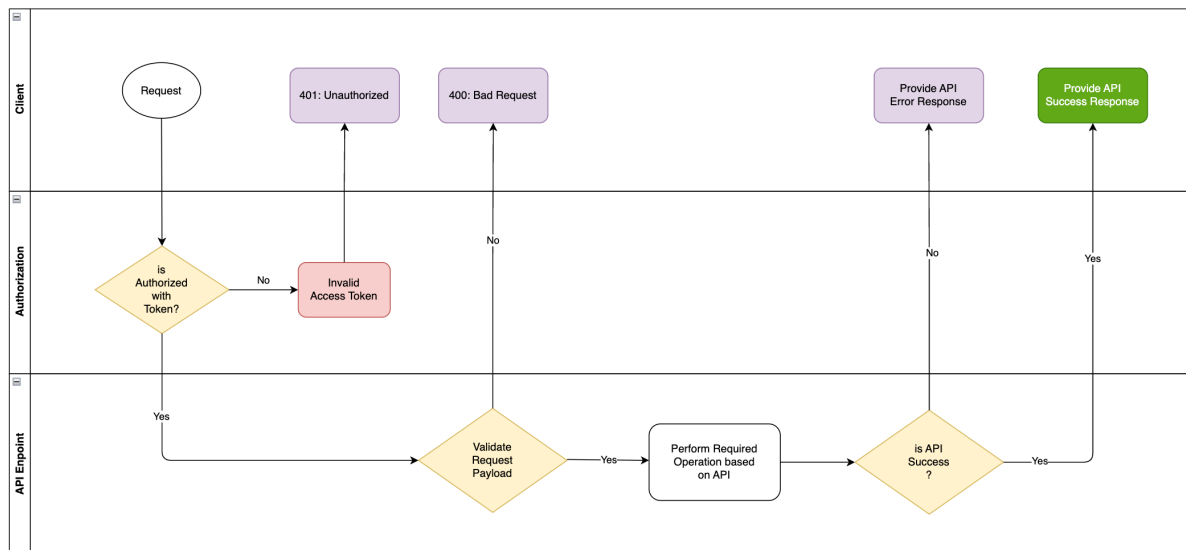 Client
Request
401: Unauthorized
400: Bad Request
Provide API
Error Response
Provide API
Success Response
Authorization
is
Authorized
with
Token?
No
Invalid
Access Token
No
No
Yes
API Enpoint
Yes
Validate
Request
Payload
Yes
Perform Required
Operation based
on API
is API
Success
?
Yes